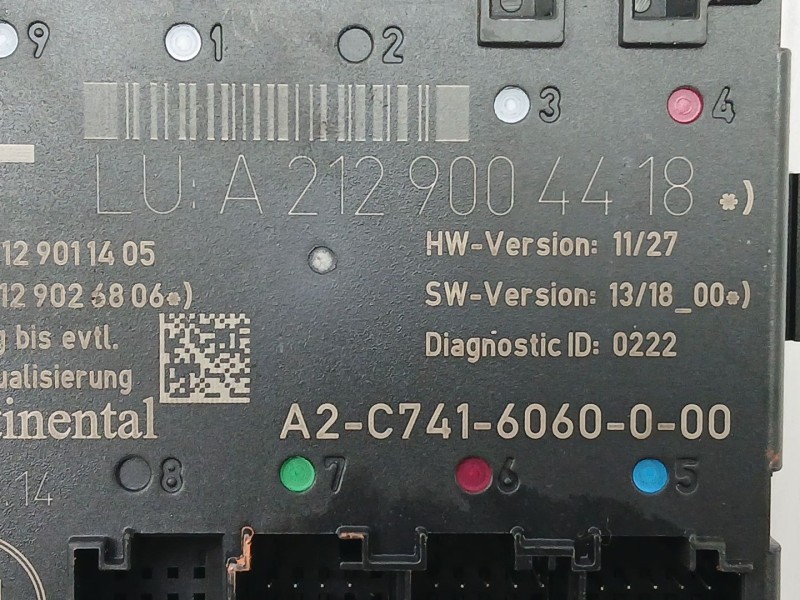 9 1 2
3 4
LU: A 212 900 44 18 *)
12 901 14 05
12 902 68 06*)
HW-Version: 11/27
SW-Version: 13/18_00*)
bis evtl.
Diagnostic ID: 0222
A2-C741-6060-0-00
14
8 7 6 5